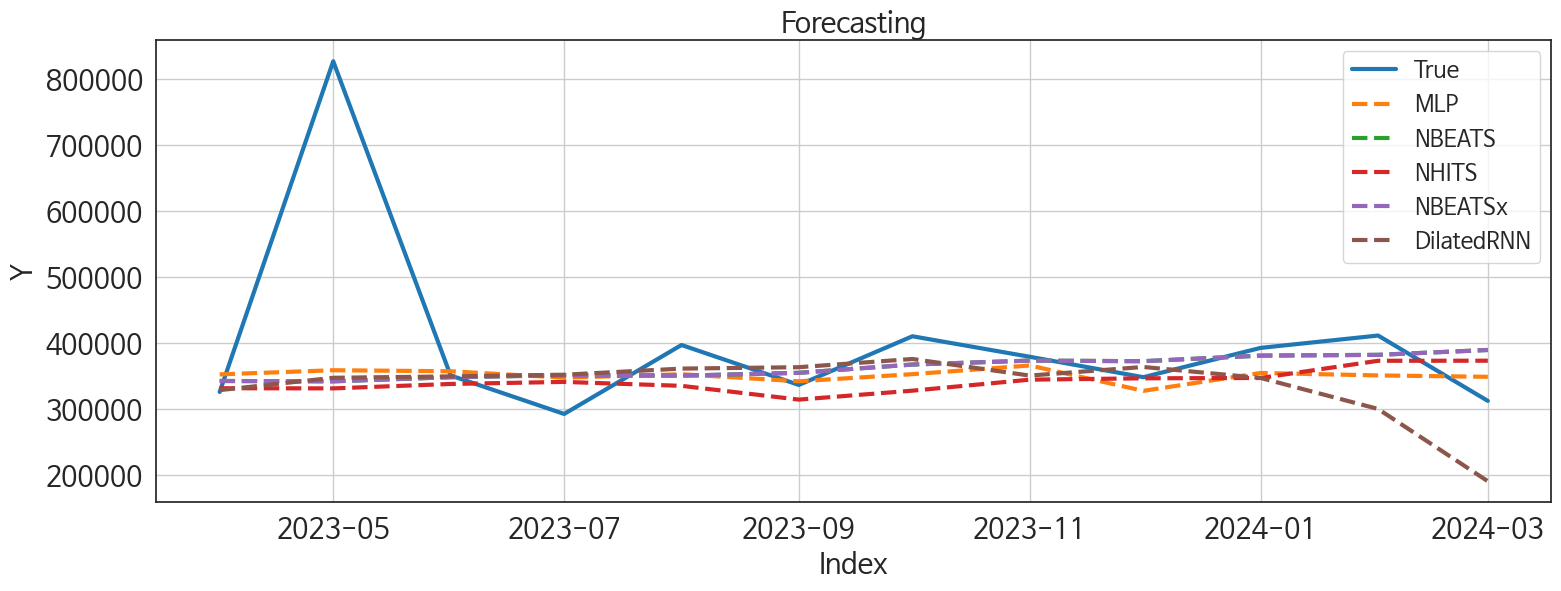 Forecasting
800000
700000
600000
500000
400000
300000
200000
Y
True
MLP
NBEATS
NHITS
NBEATSx
DilatedRNN
2023-05
2023-07
2023-09
2023-11
2024-01
2024-03
Index